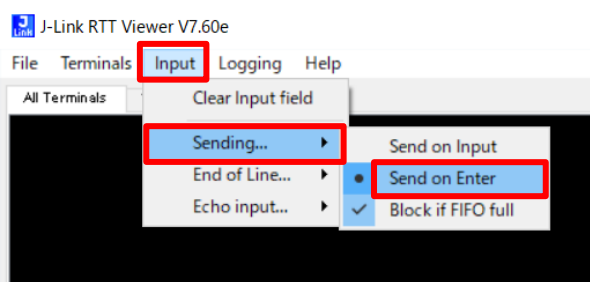 J-Link RTT Viewer V7.60e
File Terminals Input Logging Help
All Terminals
Clear Input field
Sending...
End of Line...
Echo input...
Send on Input
Send on Enter
Block if FIFO full